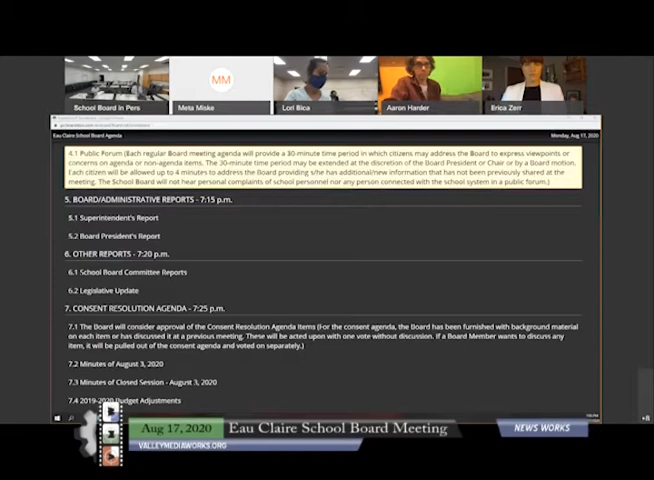 MM
School Board in Pers
Meta Miske
Lori Bica
Aaron Harder
Erica Zerr
Eau Claire School Board Agenda
Monday, Aug 17, 2020
4.1 Public Forum (Each regular Board meeting agenda will provide a 30-minute time period in which citizens may address the Board to express viewpoints or
concerns on agenda or non-agenda items. The 30-minute time period may be extended at the discretion of the Board President or Chair or by a Board motion.
Each citizen will be allowed up to 4 minutes to address the Board providing s/he has additional/new information that has not been previously shared at the
meeting. The School Board will not hear personal complaints of school personnel nor any person connected with the school system in a public forum.)
5. BOARD/ADMINISTRATIVE REPORTS - 7:15 p.m.
5.1 Superintendent's Report
5.2 Board President's Report
6. OTHER REPORTS - 7:20 p.m.
6.1 School Board Committee Reports
6.2 Legislative Update
7. CONSENT RESOLUTION AGENDA - 7:25 p.m.
7.1 The Board will consider approval of the Consent Resolution Agenda Items (For the consent agenda, the Board has been furnished with background material
on each item or has discussed it at a previous meeting. These will be acted upon with one vote without discussion. If a Board Member wants to discuss any
item, it will be pulled out of the consent agenda and voted on separately.)
7.2 Minutes of August 3, 2020
7.3 Minutes of Closed Session - August 3, 2020
7.4 2019-2020 Budget Adjustments
Aug 17, 2020
Eau Claire School Board Meeting
NEWS WORKS
VALLEYMEDIAWORKS.ORG